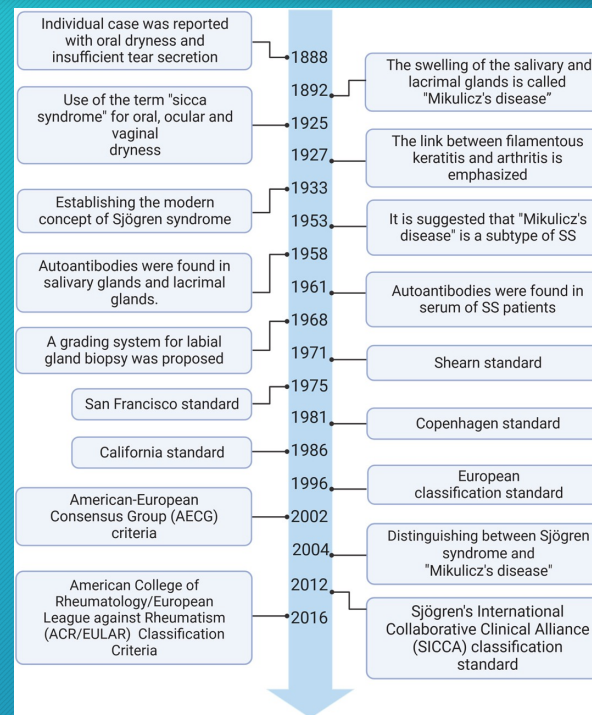 Individual case was reported
with oral dryness and
insufficient tear secretion
1888
1892
The swelling of the salivary and
lacrimal glands is called
"Mikulicz's disease”
Use of the term "sicca
syndrome" for oral, ocular and
vaginal
dryness
1925
1927
The link between filamentous
keratitis and arthritis is
emphasized
1933
Establishing the modern
concept of Sjögren syndrome
1953
It is suggested that "Mikulicz's
disease" is a subtype of SS
1958
Autoantibodies were found in
salivary glands and lacrimal
glands.
1961
Autoantibodies were found in
serum of SS patients
1968
A grading system for labial
gland biopsy was proposed
1971
Shearn standard
1975
San Francisco standard
1981
Copenhagen standard
California standard
1986
1996
European
classification standard
American-European
Consensus Group (AECG)
criteria
2002
2004
Distinguishing between Sjögren
syndrome and
"Mikulicz's disease"
2012
Sjögren's International
Collaborative Clinical Alliance
(SICCA) classification
standard
American College of
Rheumatology/European
League against Rheumatism
(ACR/EULAR) Classification
Criteria
2016